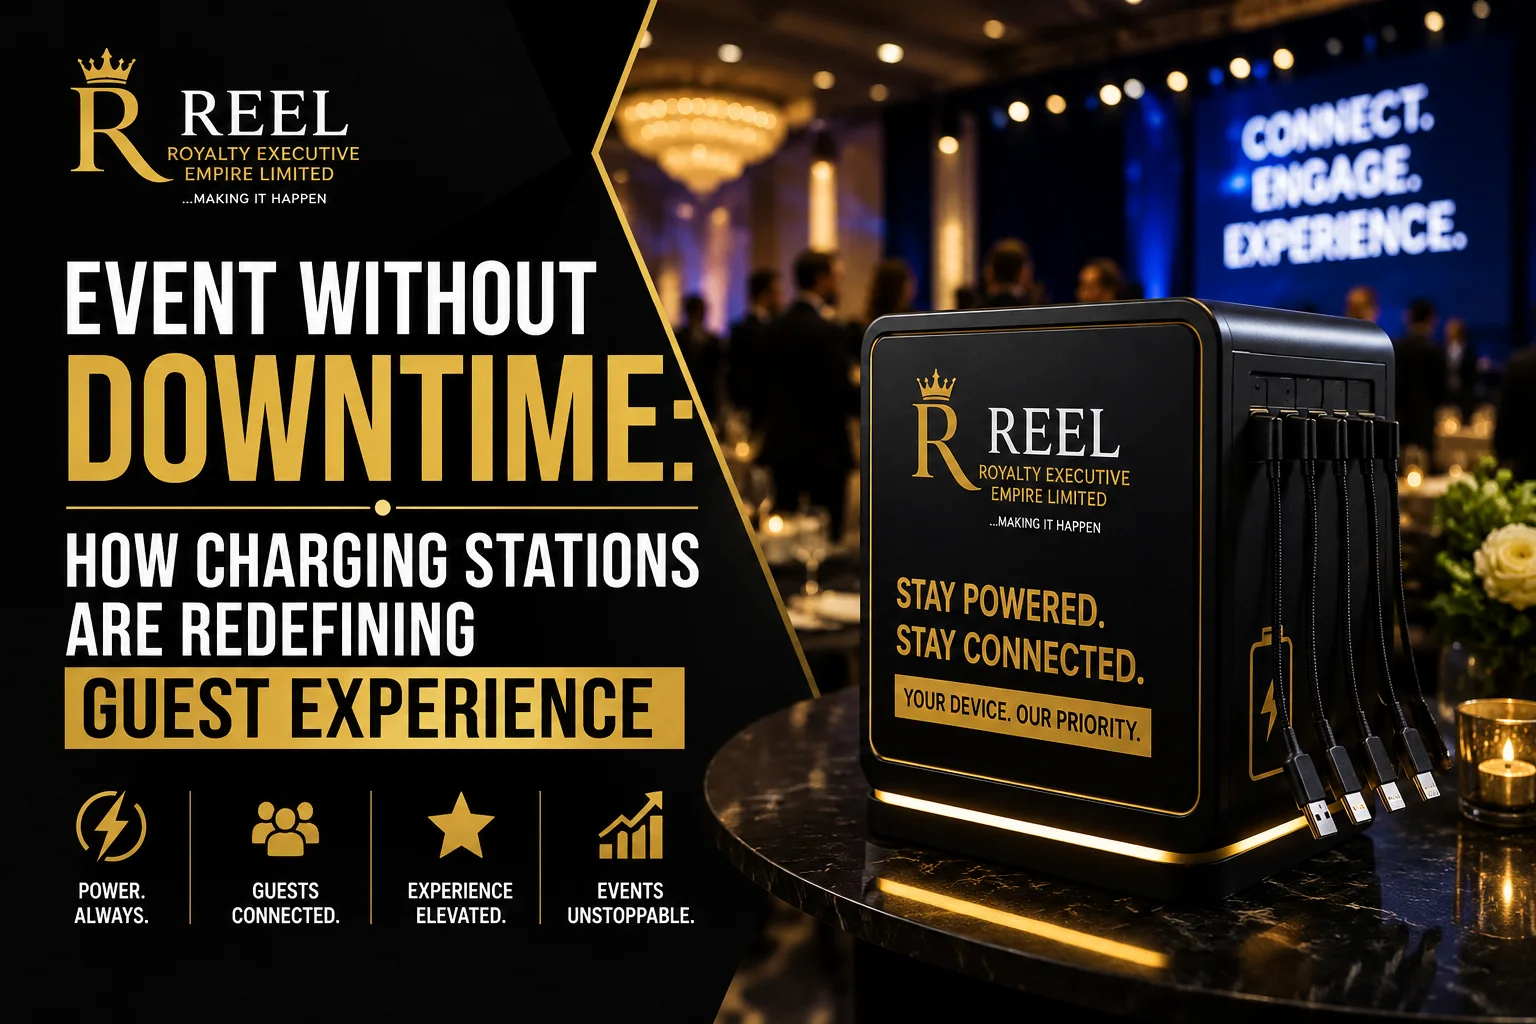 R REEL
ROYALTY EXECUTIVE
EMPIRE LIMITED
...MAKING IT HAPPEN
EVENT WITHOUT
DOWNTIME:
HOW CHARGING STATIONS
ARE REDEFINING
GUEST EXPERIENCE
POWER.
ALWAYS.
GUESTS
CONNECTED.
EXPERIENCE
ELEVATED.
EVENTS
UNSTOPPABLE.
CONNECT.
ENGAGE.
EXPERIENCE.
R REEL
ROYALTY EXECUTIVE
EMPIRE LIMITED
...MAKING IT HAPPEN
STAY POWERED.
STAY CONNECTED.
YOUR DEVICE. OUR PRIORITY.